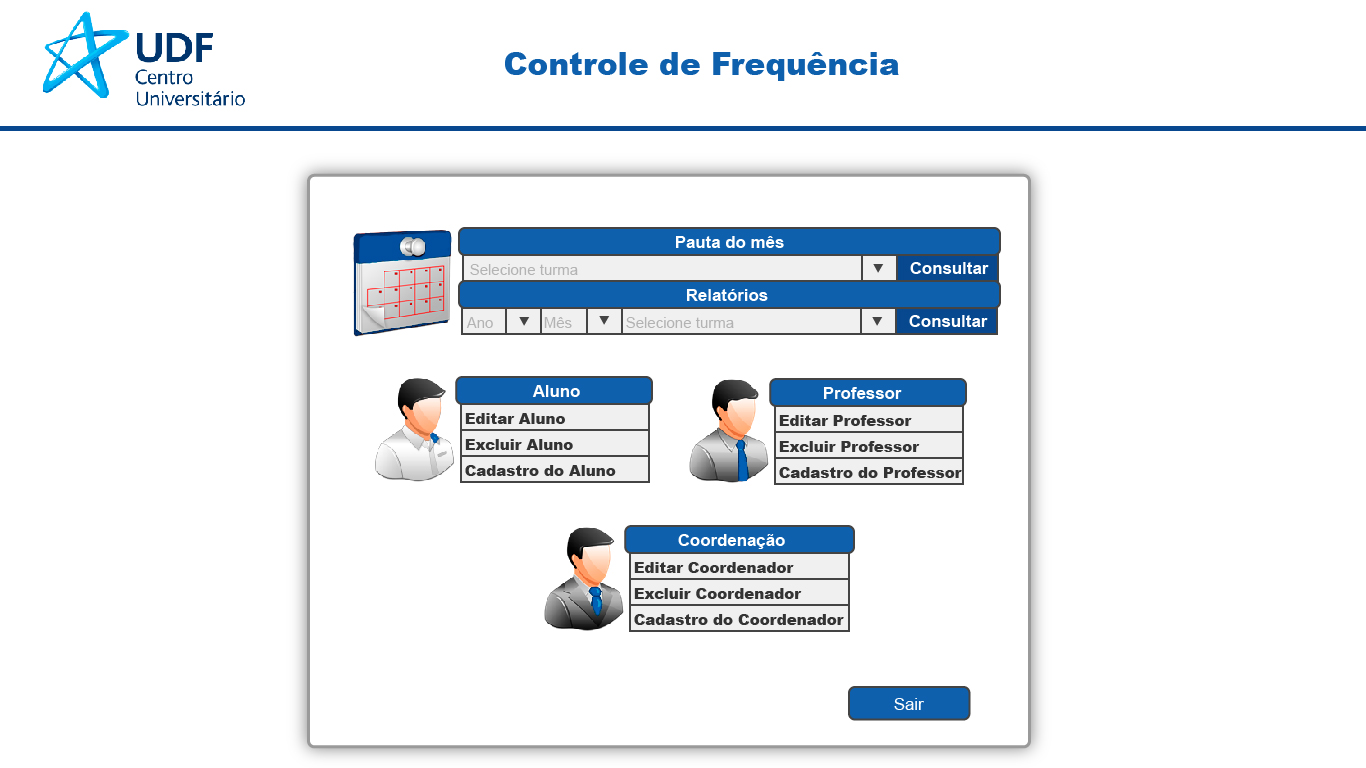 UDF
Centro
Universitário
Controle de Frequência
Pauta do mês
Selecione turma ▼ Consultar
Relatórios
Ano ▼ Mês ▼ Selecione turma ▼ Consultar
Aluno
Editar Aluno
Excluir Aluno
Cadastro do Aluno
Professor
Editar Professor
Excluir Professor
Cadastro do Professor
Coordenação
Editar Coordenador
Excluir Coordenador
Cadastro do Coordenador
Sair